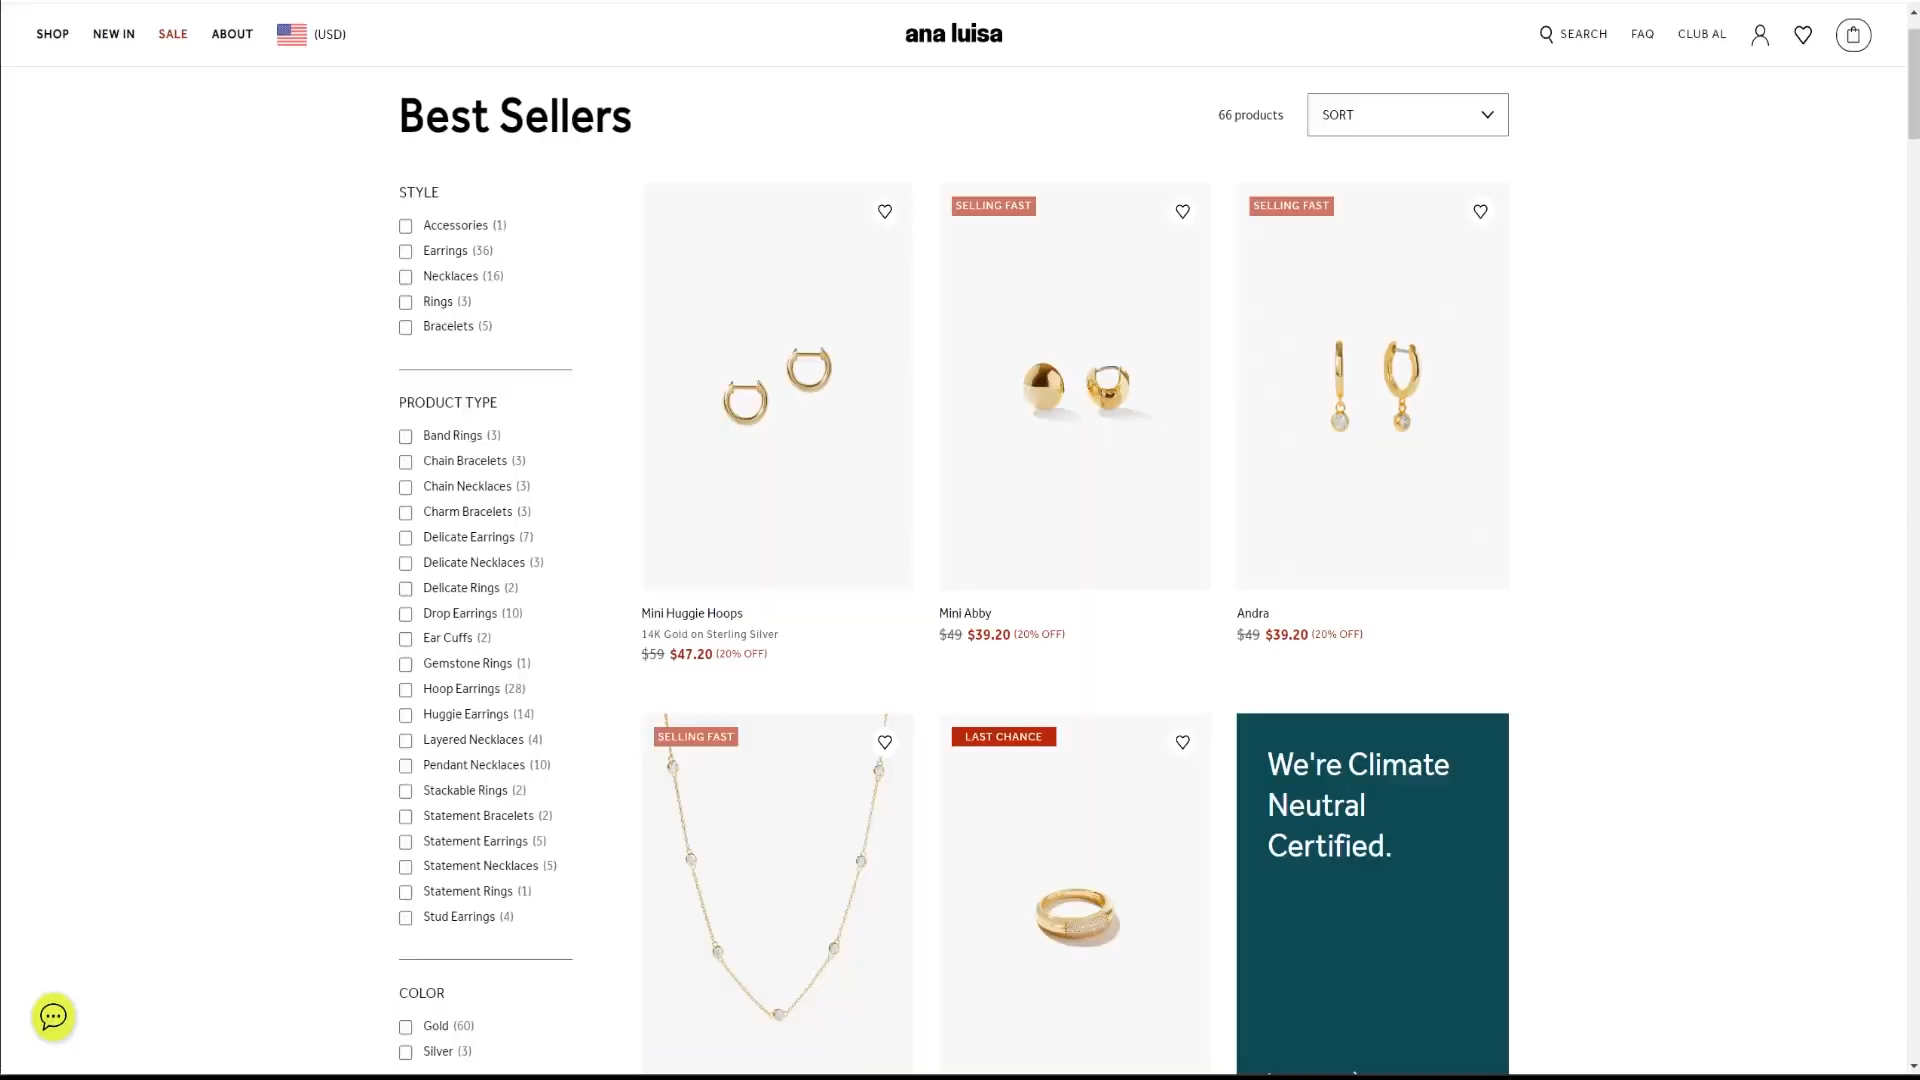 SHOP NEW IN SALE ABOUT (USD)
ana luisa
SEARCH FAQ CLUB AL
Best Sellers
66 products
SORT
STYLE
Accessories (1)
Earrings (36)
Necklaces (16)
Rings (3)
Bracelets (5)
PRODUCT TYPE
Band Rings (3)
Chain Bracelets (3)
Chain Necklaces (3)
Charm Bracelets (3)
Delicate Earrings (7)
Delicate Necklaces (3)
Delicate Rings (2)
Drop Earrings (10)
Ear Cuffs (2)
Gemstone Rings (1)
Hoop Earrings (28)
Huggie Earrings (14)
Layered Necklaces (4)
Pendant Necklaces (10)
Stackable Rings (2)
Statement Bracelets (2)
Statement Earrings (5)
Statement Necklaces (5)
Statement Rings (1)
Stud Earrings (4)
COLOR
Gold (60)
Silver (3)
Mini Huggie Hoops
14K Gold on Sterling Silver
$59 $47.20 (20% OFF)
SELLING FAST
Mini Abby
$49 $39.20 (20% OFF)
SELLING FAST
Andra
$49 $39.20 (20% OFF)
SELLING FAST
LAST CHANCE
We're Climate
Neutral
Certified.